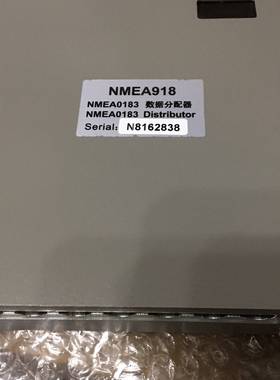 NMEA918
NMEA0183 数据分配器
NMEA0183 Distributor
Serial: N8162838